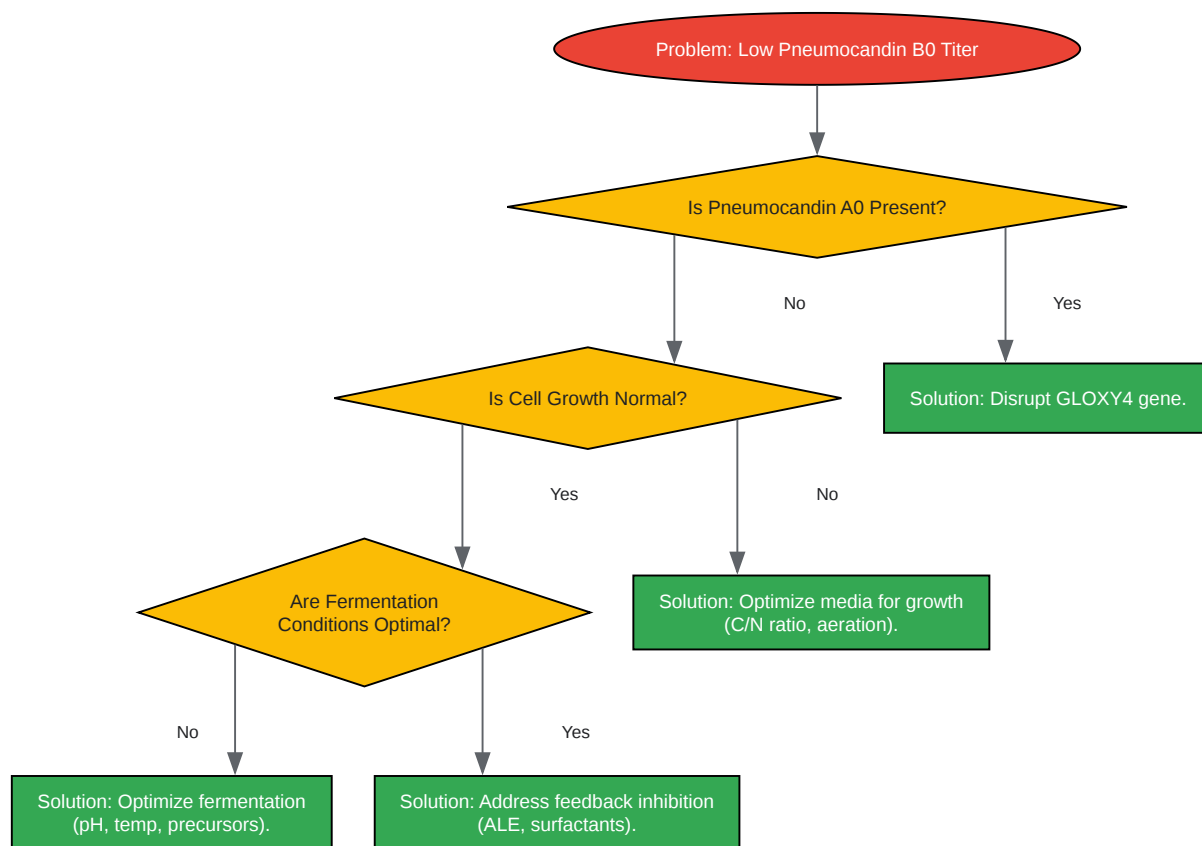 Problem: Low Pneumocandin B0 Titer
Is Pneumocandin A0 Present?
No
Yes
Is Cell Growth Normal?
Solution: Disrupt GLOXY4 gene.
Yes
No
Are Fermentation
Conditions Optimal?
Solution: Optimize media for growth
(C/N ratio, aeration).
No
Yes
Solution: Optimize fermentation
(pH, temp, precursors).
Solution: Address feedback inhibition
(ALE, surfactants).